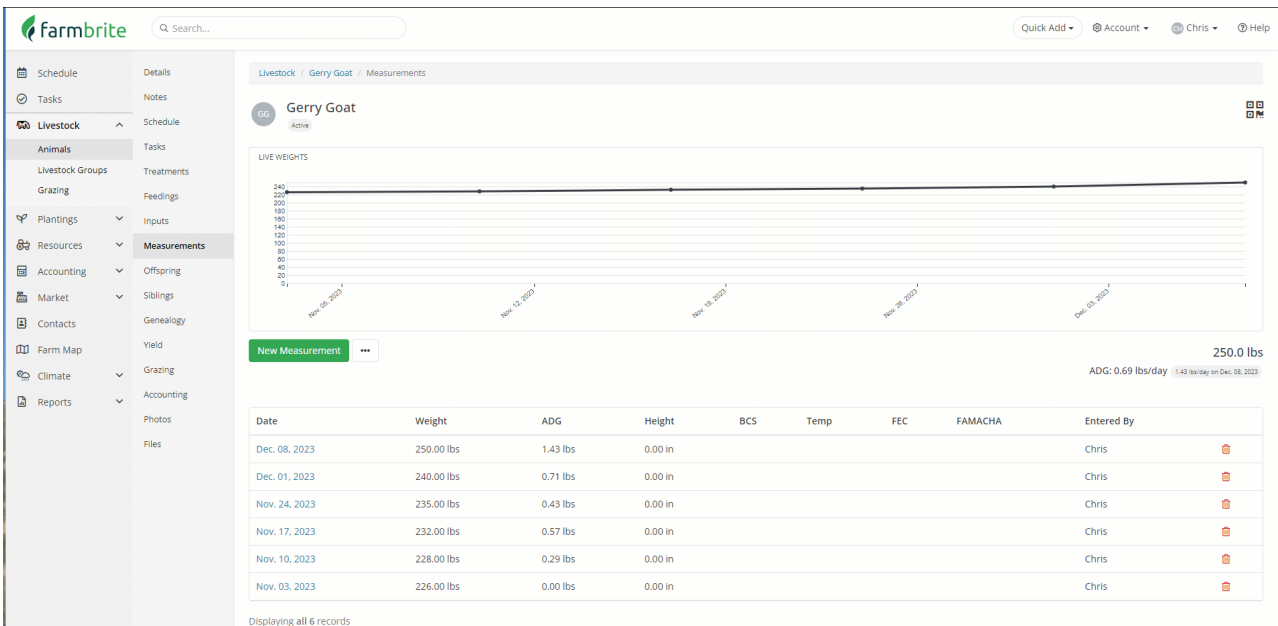 farmbrite
Search...
Quick Add
Account
CH Chris
Help
Schedule
Tasks
Livestock
Animals
Livestock Groups
Grazing
Plantings
Resources
Accounting
Market
Contacts
Farm Map
Climate
Reports
Details
Notes
Schedule
Tasks
Treatments
Feedings
Inputs
Measurements
Offspring
Siblings
Genealogy
Yield
Grazing
Accounting
Photos
Files
Livestock / Gerry Goat / Measurements
GG
Gerry Goat
Active
LIVE WEIGHTS
240
220
200
180
160
140
120
100
80
60
40
20
0
Nov. 05, 2023
Nov. 12, 2023
Nov. 19, 2023
Nov. 26, 2023
Dec. 03, 2023
New Measurement
250.0 lbs
ADG: 0.69 lbs/day 1.43 lbs/day on Dec. 08, 2023
Date Weight ADG Height BCS Temp FEC FAMACHA Entered By
Dec. 08, 2023 250.00 lbs 1.43 lbs 0.00 in Chris
Dec. 01, 2023 240.00 lbs 0.71 lbs 0.00 in Chris
Nov. 24, 2023 235.00 lbs 0.43 lbs 0.00 in Chris
Nov. 17, 2023 232.00 lbs 0.57 lbs 0.00 in Chris
Nov. 10, 2023 228.00 lbs 0.29 lbs 0.00 in Chris
Nov. 03, 2023 226.00 lbs 0.00 lbs 0.00 in Chris
Displaying all 6 records